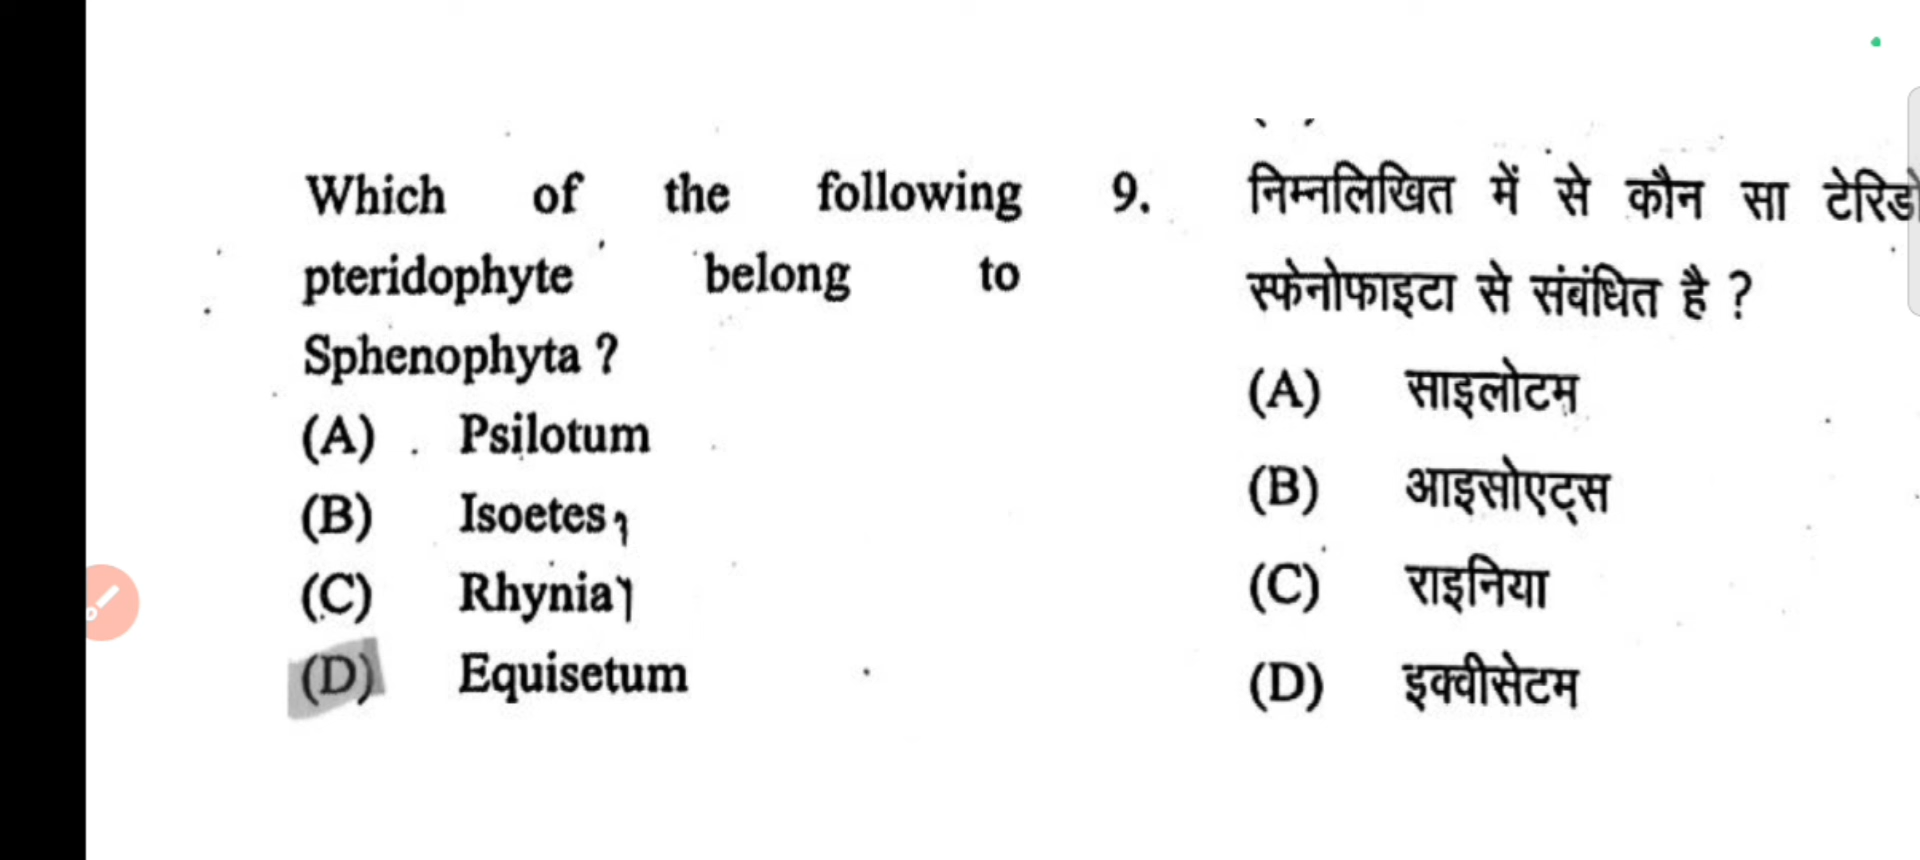 Which of the following
pteridophyte belong to
Sphenophyta ?
(A) Psilotum
(B) Isoetes
(C) Rhynia
(D) Equisetum
9. निम्नलिखित में से कौन सा
स्फेनोफाइटा से संबंधित है ?
(A) साइलोटम
(B) आइसोएट्स
(C) राइनिया
(D) इक्वीसेटम